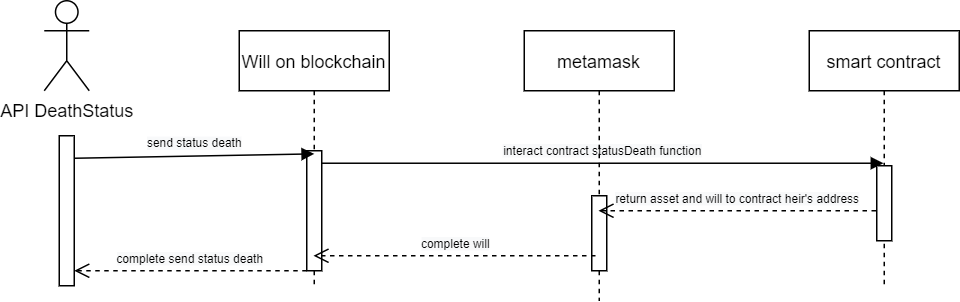 Will on blockchain
metamask
smart contract
API DeathStatus
send status death
interact contract statusDeath function
return asset and will to contract heir's address
complete will
complete send status death